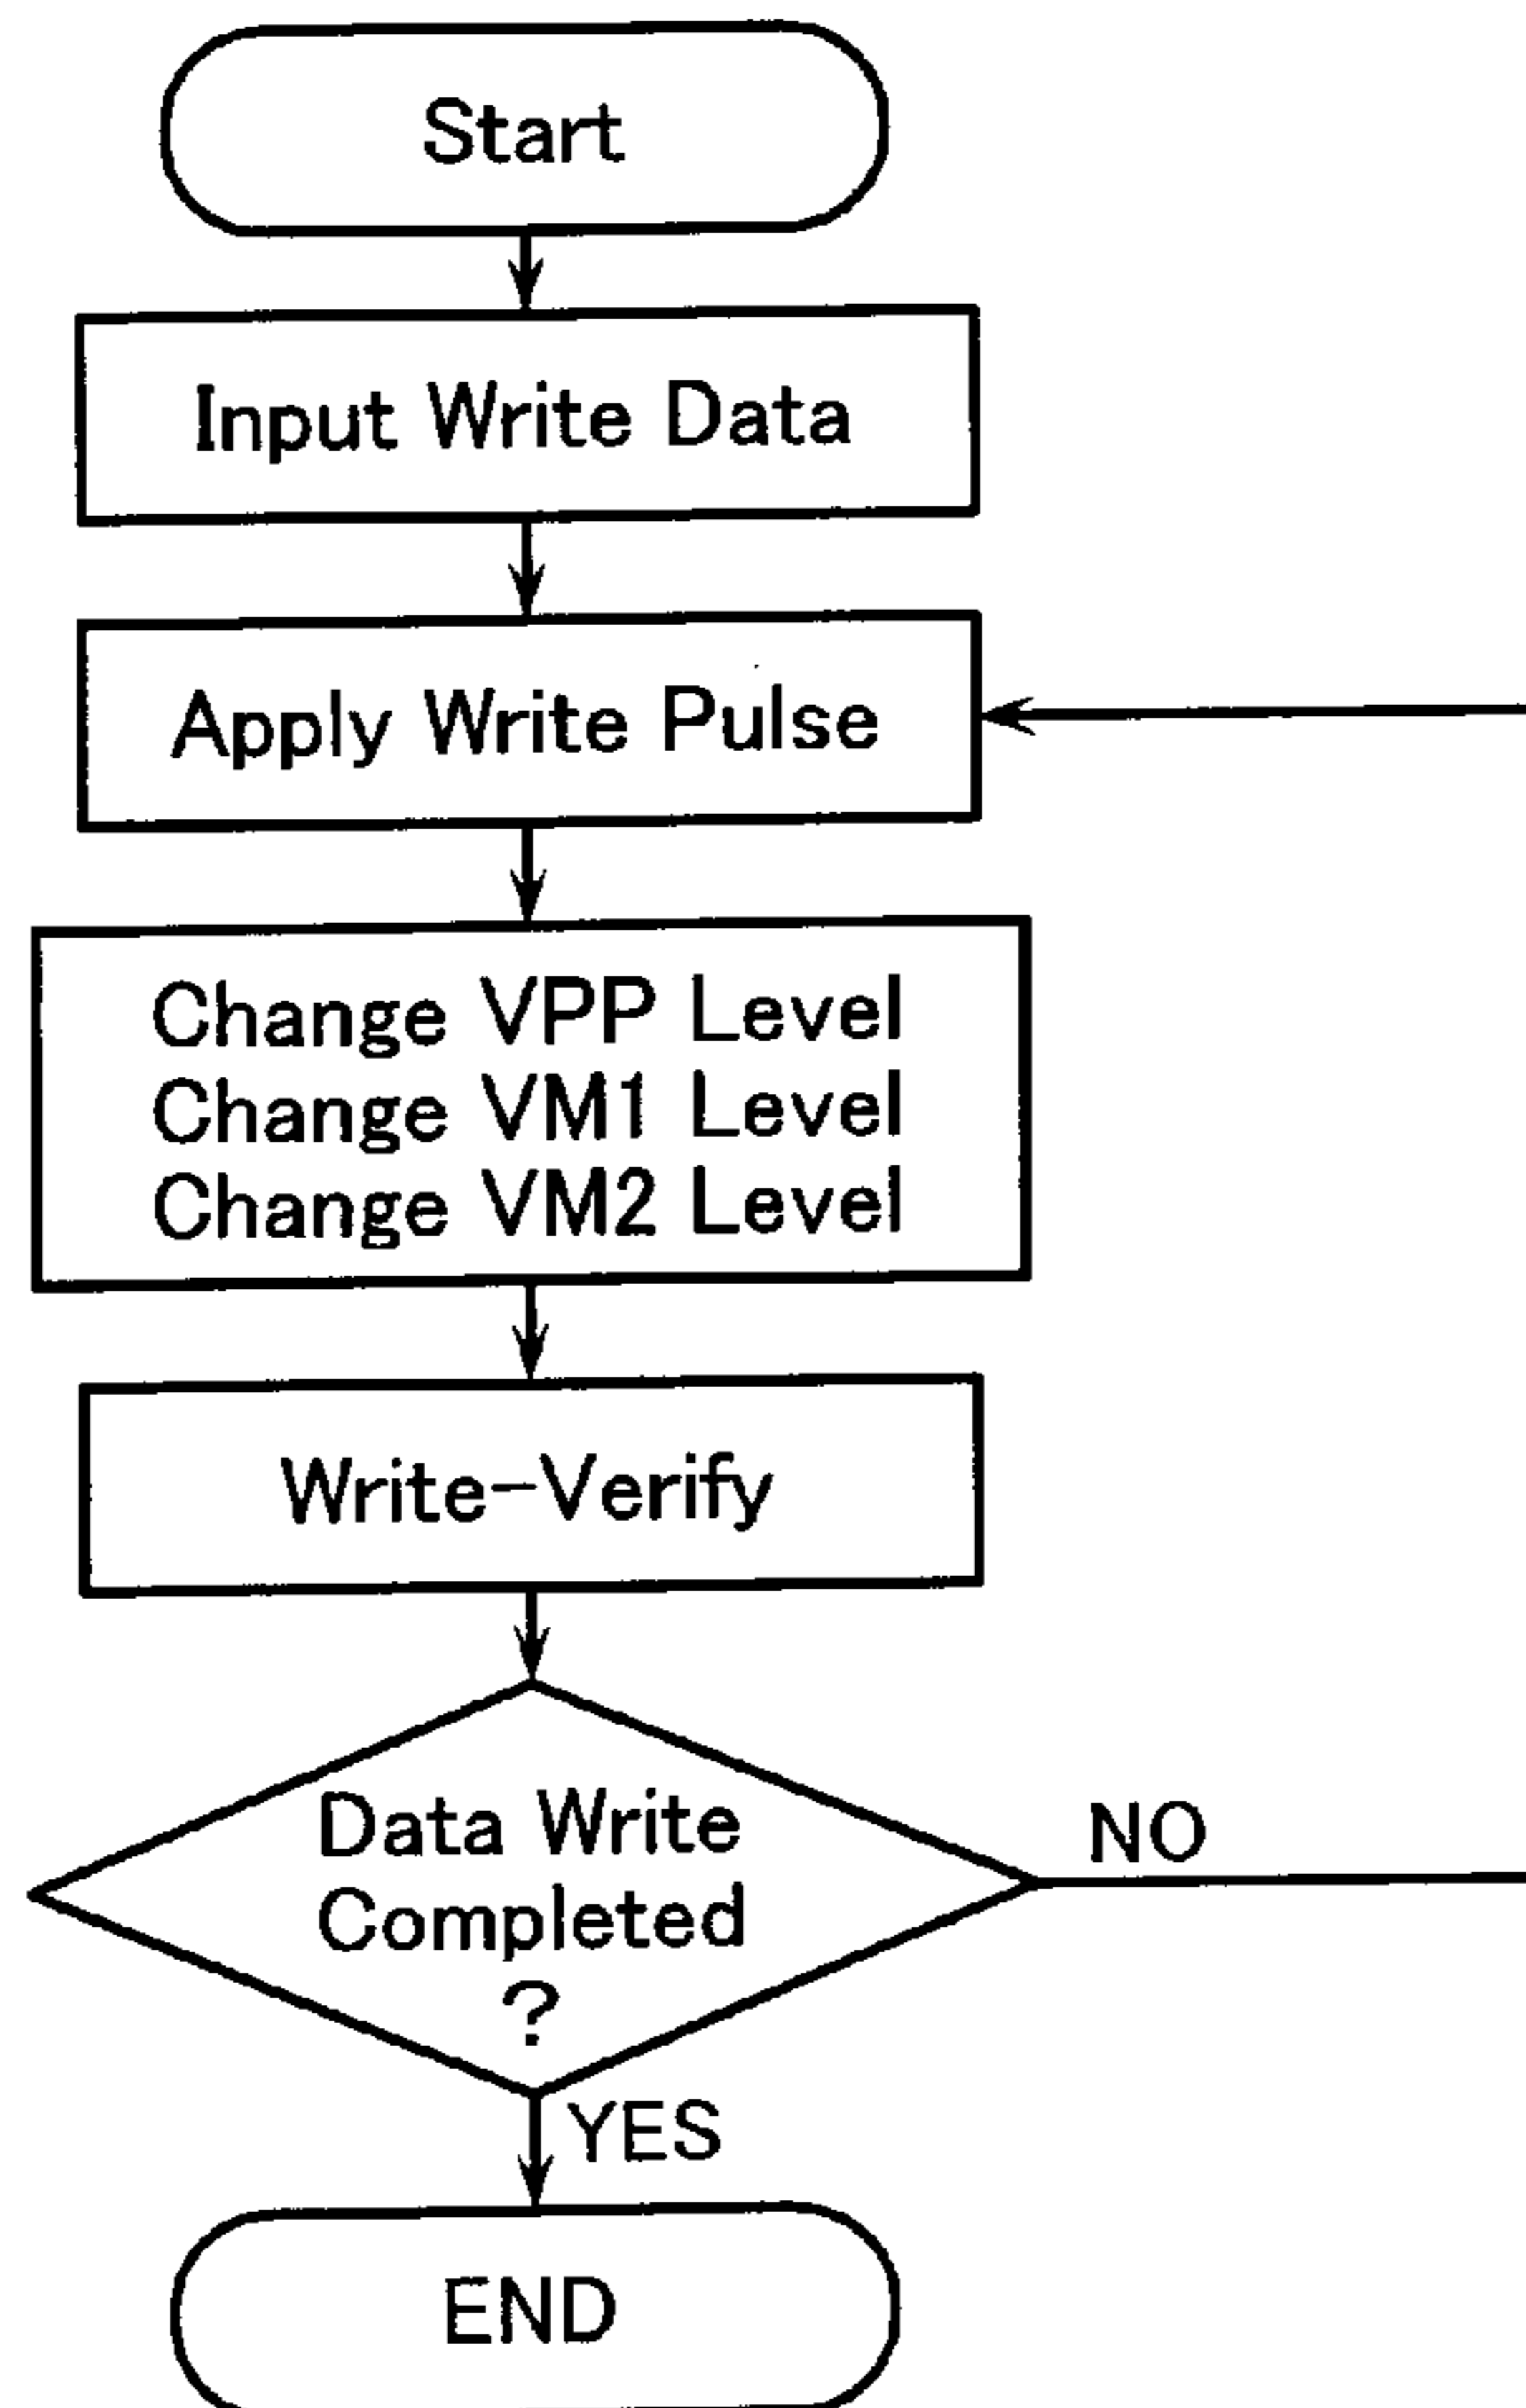 Start
Input Write Data
Apply Write Pulse
Change VPP Level
Change VM1 Level
Change VM2 Level
Write-Verify
Data Write
Completed
?
NO
YES
END